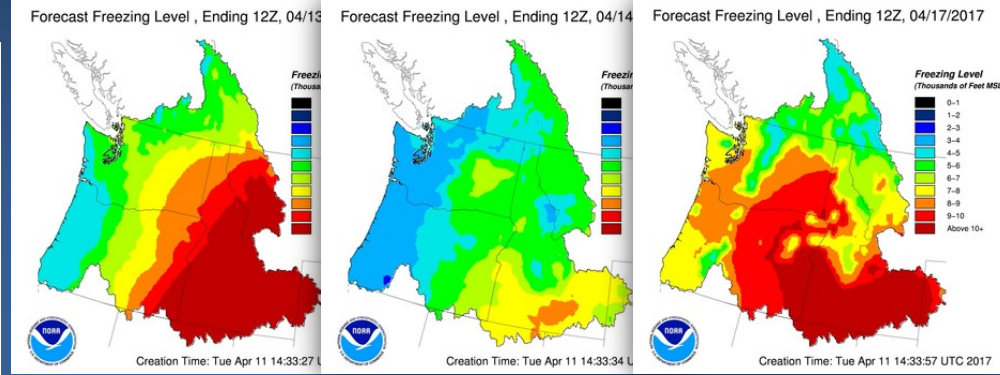 Forecast Freezing Level , Ending 12Z, 04/13
Freezin
(Thousan
NOAA
Creation Time: Tue Apr 11 14:33:27 U
Forecast Freezing Level , Ending 12Z, 04/14
Freezin
(Thousar
NOAA
Creation Time: Tue Apr 11 14:33:34 U
Forecast Freezing Level , Ending 12Z, 04/17/2017
Freezing Level
(Thousands of Feet MSL
0-1
1-2
2-3
3-4
4-5
5-6
6-7
7-8
8-9
9-10
Above 10+
NOAA
Creation Time: Tue Apr 11 14:33:57 UTC 2017